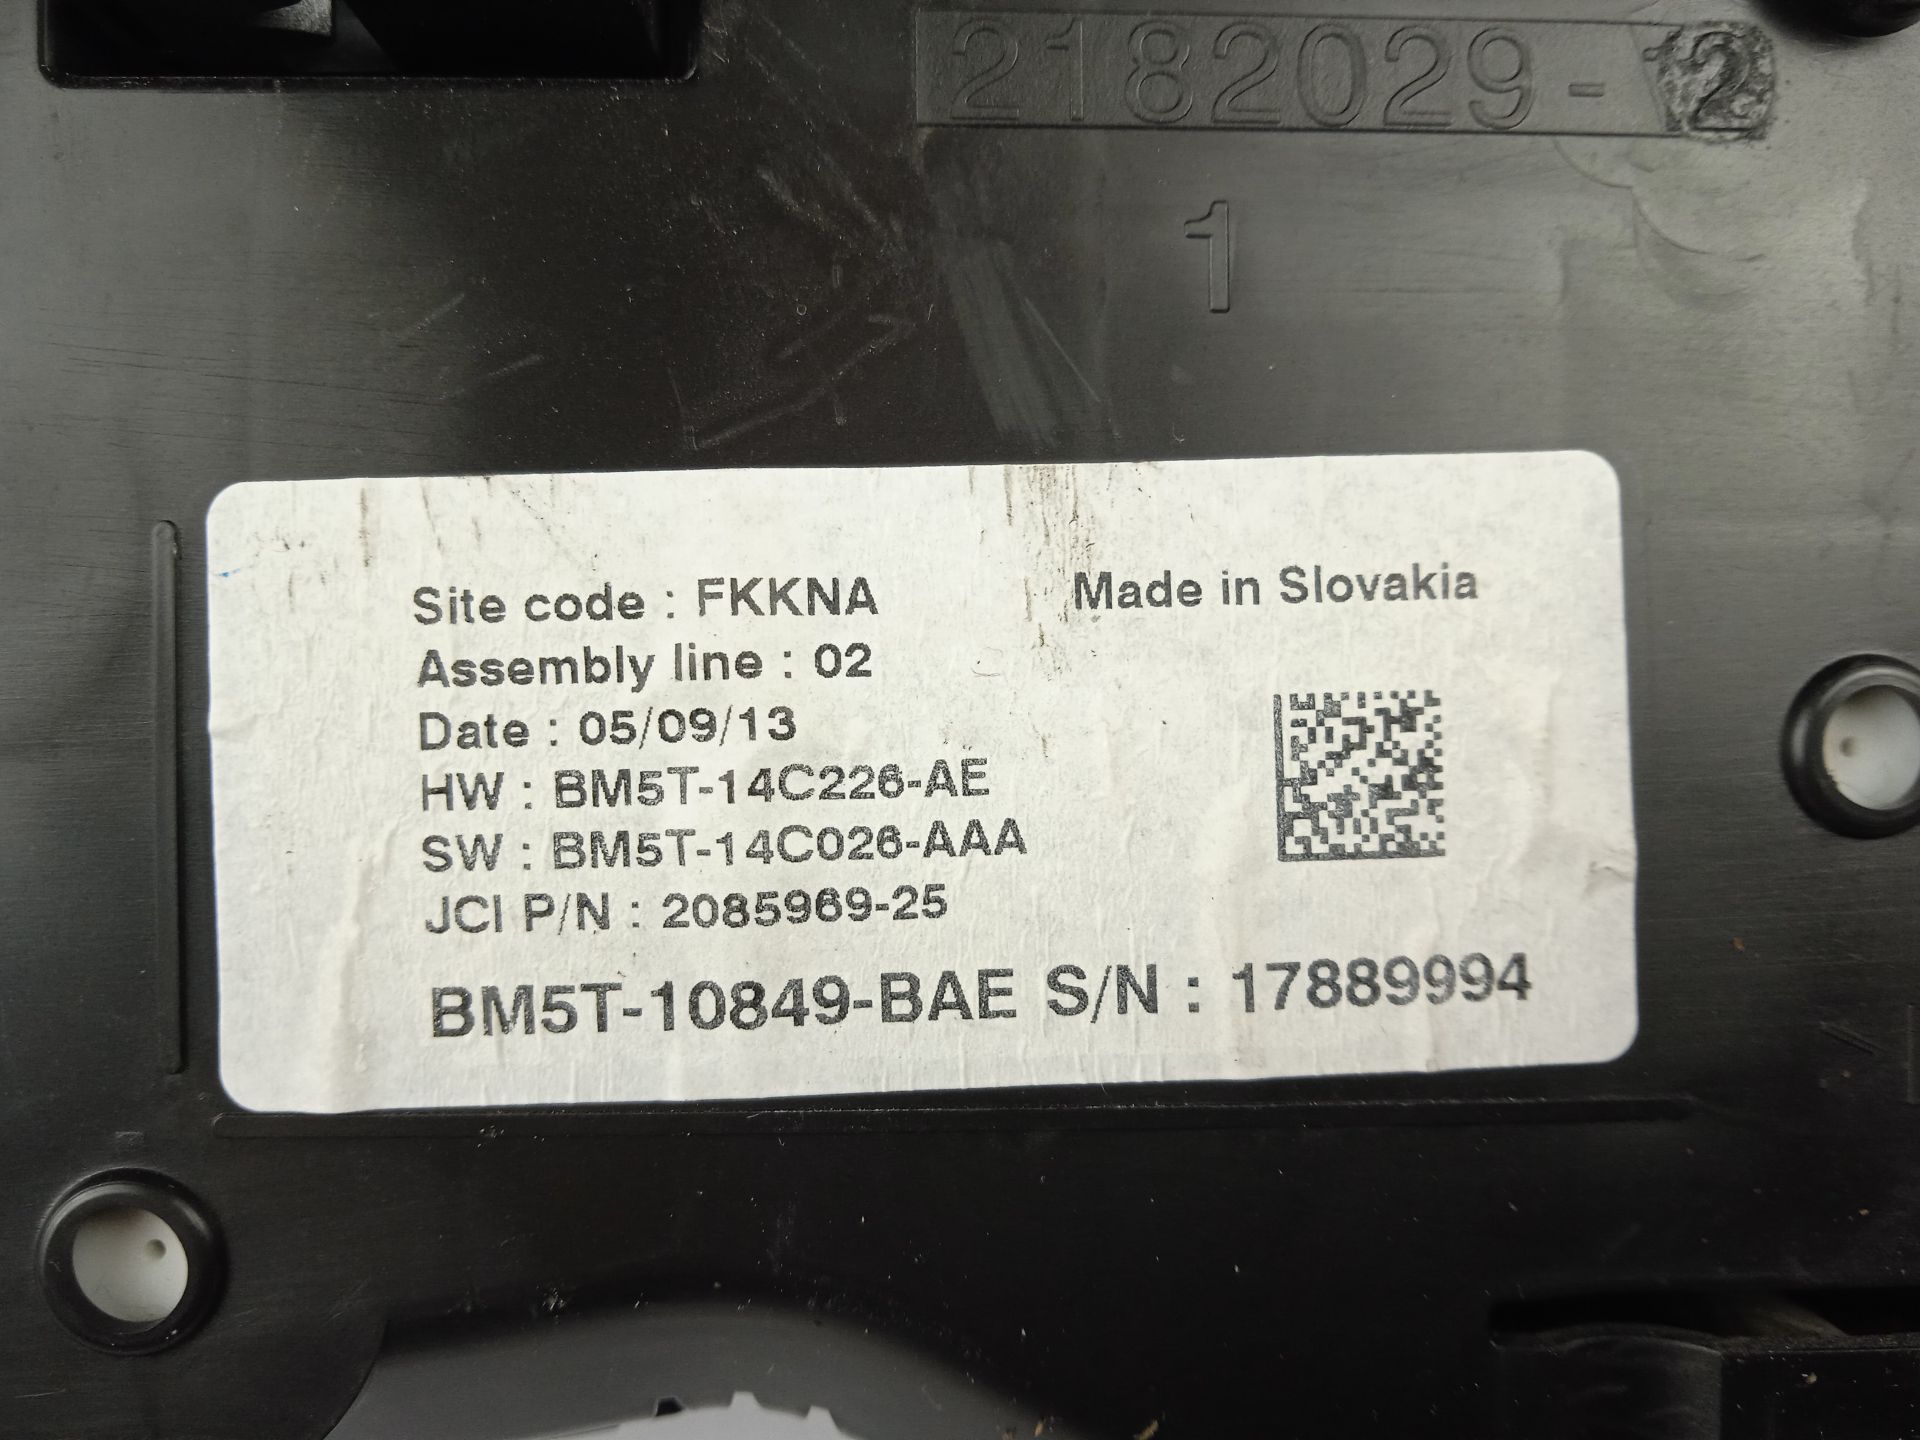 2182029-12
1
Site code : FKKNA
Made in Slovakia
Assembly line : 02
Date : 05/09/13
HW : BM5T-14C226-AE
SW : BM5T-14C026-AAA
JCI P/N : 2085969-25
BM5T-10849-BAE S/N : 17889994